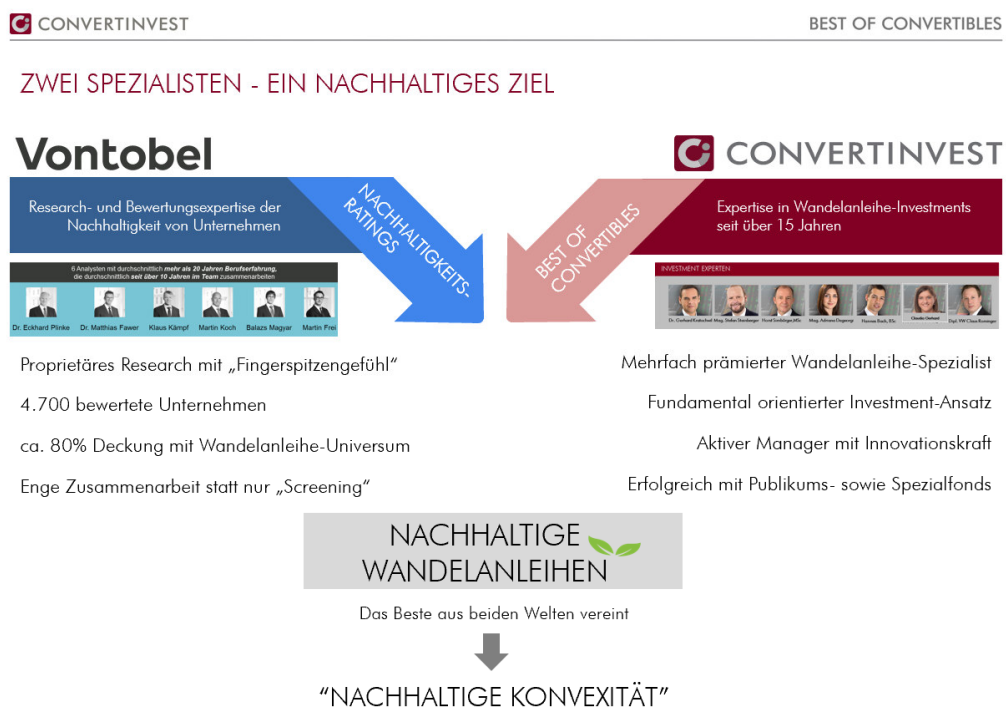 CONVERTINVEST
BEST OF CONVERTIBLES
ZWEI SPEZIALISTEN - EIN NACHHALTIGES ZIEL
Vontobel
Research- und Bewertungsexpertise der
Nachhaltigkeit von Unternehmen
NACHHALTIGKEITS-
RATINGS
6 Analysten mit durchschnittlich mehr als 20 Jahren Berufserfahrung,
die durchschnittlich seit über 10 Jahren im Team zusammenarbeiten
Dr. Eckhard Plinke Dr. Matthias Fawer Klaus Kämpf Martin Koch Balazs Magyar Martin Frei
Proprietäres Research mit „Fingerspitzengefühl“
4.700 bewertete Unternehmen
ca. 80% Deckung mit Wandelanleihe-Universum
Enge Zusammenarbeit statt nur „Screening“
CONVERTINVEST
BEST OF
CONVERTIBLES
Expertise in Wandelanleihe-Investments
seit über 15 Jahren
INVESTMENT EXPERTEN
Mehrfach prämierter Wandelanleihe-Spezialist
Fundamental orientierter Investment-Ansatz
Aktiver Manager mit Innovationskraft
Erfolgreich mit Publikums- sowie Spezialfonds
NACHHALTIGE
WANDELANLEIHEN
Das Beste aus beiden Welten vereint
“NACHHALTIGE KONVEXITÄT”